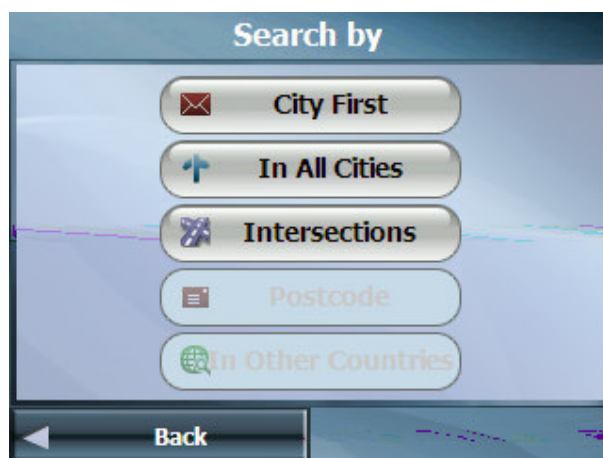 Search by
City First
In All Cities
Intersections
Postcode
In Other Countries
Back